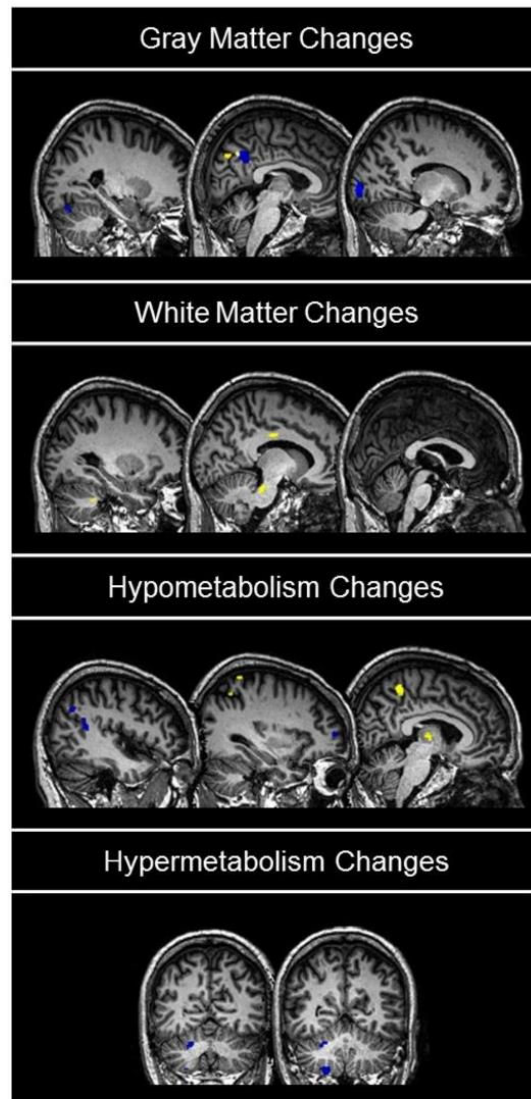 Gray Matter Changes
White Matter Changes
Hypometabolism Changes
Hypermetabolism Changes